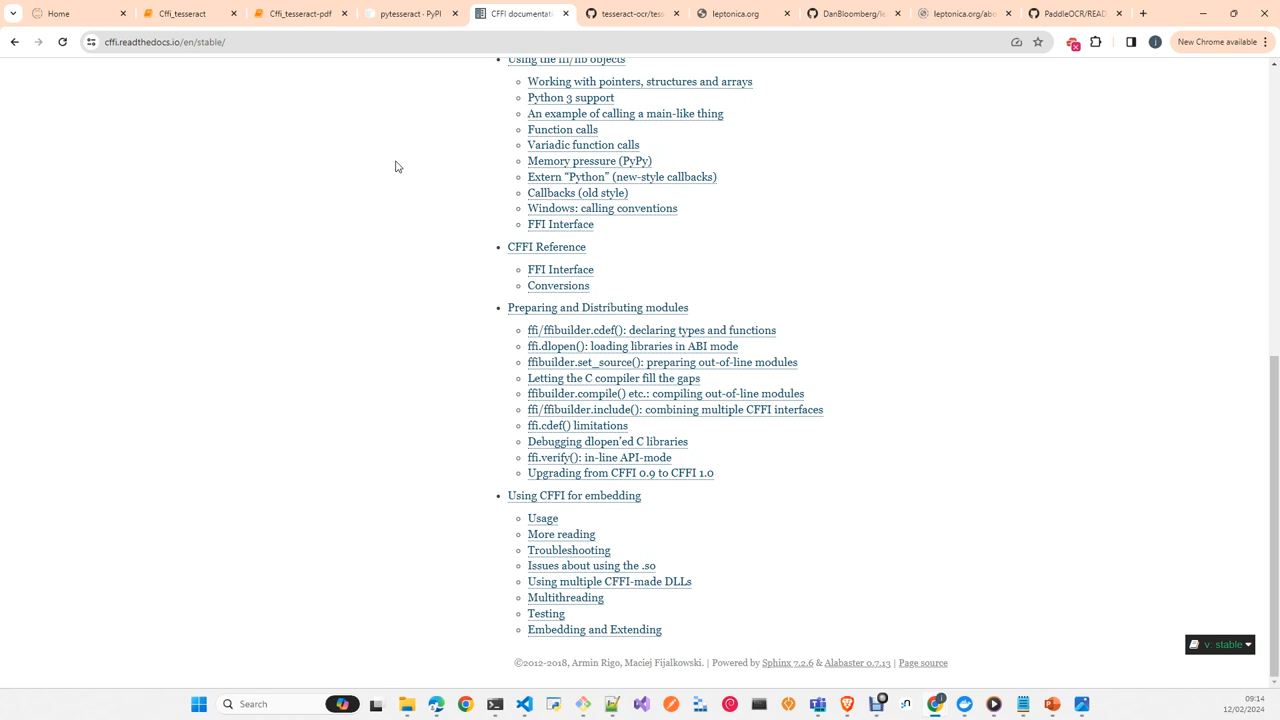 Home
Cffi_tesseract
Cffi_tesseract-pdf
pytesseract · PyPI
CFFI documentat
tesseract-ocr/tess
leptonica.org
DanBloomberg/le
leptonica.org/abo
PaddleOCR/READ
cffi.readthedocs.io/en/stable/
New Chrome available
Using the ffi/lib objects
Working with pointers, structures and arrays
Python 3 support
An example of calling a main-like thing
Function calls
Variadic function calls
Memory pressure (PyPy)
Extern “Python” (new-style callbacks)
Callbacks (old style)
Windows: calling conventions
FFI Interface
CFFI Reference
FFI Interface
Conversions
Preparing and Distributing modules
ffi/ffibuilder.cdef(): declaring types and functions
ffi.dlopen(): loading libraries in ABI mode
ffibuilder.set_source(): preparing out-of-line modules
Letting the C compiler fill the gaps
ffibuilder.compile() etc.: compiling out-of-line modules
ffi/ffibuilder.include(): combining multiple CFFI interfaces
ffi.cdef() limitations
Debugging dlopen’ed C libraries
ffi.verify(): in-line API-mode
Upgrading from CFFI 0.9 to CFFI 1.0
Using CFFI for embedding
Usage
More reading
Troubleshooting
Issues about using the .so
Using multiple CFFI-made DLLs
Multithreading
Testing
Embedding and Extending
v: stable
©2012-2018, Armin Rigo, Maciej Fijalkowski. | Powered by Sphinx 7.2.6 & Alabaster 0.7.13 | Page source
Search
09:14
12/02/2024